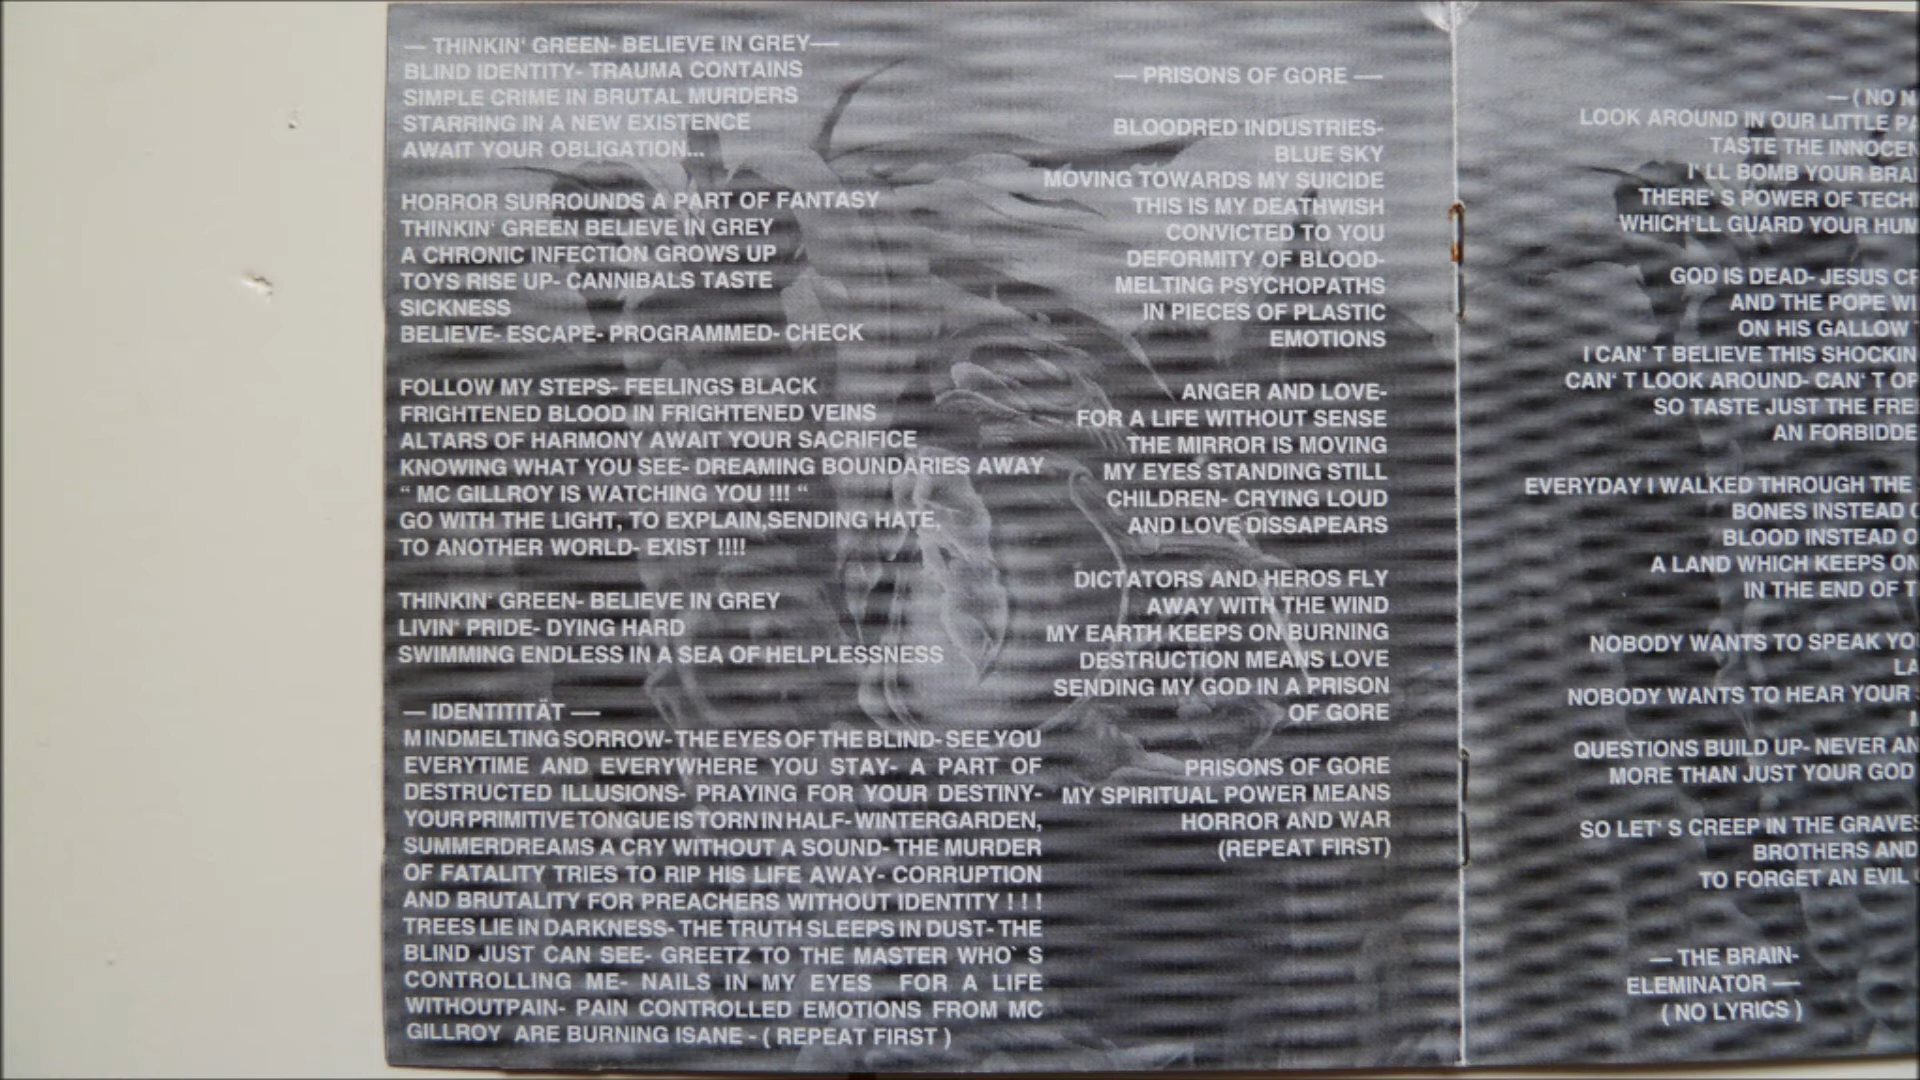 — THINKIN' GREEN- BELIEVE IN GREY—
BLIND IDENTITY- TRAUMA CONTAINS
SIMPLE CRIME IN BRUTAL MURDERS
STARRING IN A NEW EXISTENCE
AWAIT YOUR OBLIGATION...
HORROR SURROUNDS A PART OF FANTASY
THINKIN' GREEN BELIEVE IN GREY
A CHRONIC INFECTION GROWS UP
TOYS RISE UP- CANNIBALS TASTE
SICKNESS
BELIEVE- ESCAPE- PROGRAMMED- CHECK
FOLLOW MY STEPS- FEELINGS BLACK
FRIGHTENED BLOOD IN FRIGHTENED VEINS
ALTARS OF HARMONY AWAIT YOUR SACRIFICE
KNOWING WHAT YOU SEE- DREAMING BOUNDARIES AWAY
“ MC GILLROY IS WATCHING YOU !!! “
GO WITH THE LIGHT, TO EXPLAIN,SENDING HATE,
TO ANOTHER WORLD- EXIST !!!!
THINKIN' GREEN- BELIEVE IN GREY
LIVIN' PRIDE- DYING HARD
SWIMMING ENDLESS IN A SEA OF HELPLESSNESS
— IDENTITITÄT —
MINDMELTING SORROW- THE EYES OF THE BLIND- SEE YOU
EVERYTIME AND EVERYWHERE YOU STAY- A PART OF
DESTRUCTED ILLUSIONS- PRAYING FOR YOUR DESTINY-
YOUR PRIMITIVE TONGUE IS TORN IN HALF- WINTERGARDEN,
SUMMERDREAMS A CRY WITHOUT A SOUND- THE MURDER
OF FATALITY TRIES TO RIP HIS LIFE AWAY- CORRUPTION
AND BRUTALITY FOR PREACHERS WITHOUT IDENTITY ! ! !
TREES LIE IN DARKNESS- THE TRUTH SLEEPS IN DUST- THE
BLIND JUST CAN SEE- GREETZ TO THE MASTER WHO` S
CONTROLLING ME- NAILS IN MY EYES FOR A LIFE
WITHOUTPAIN- PAIN CONTROLLED EMOTIONS FROM MC
GILLROY ARE BURNING ISANE - ( REPEAT FIRST )
— PRISONS OF GORE —
BLOODRED INDUSTRIES-
BLUE SKY
MOVING TOWARDS MY SUICIDE
THIS IS MY DEATHWISH
CONVICTED TO YOU
DEFORMITY OF BLOOD-
MELTING PSYCHOPATHS
IN PIECES OF PLASTIC
EMOTIONS
ANGER AND LOVE-
FOR A LIFE WITHOUT SENSE
THE MIRROR IS MOVING
MY EYES STANDING STILL
CHILDREN- CRYING LOUD
AND LOVE DISSAPEARS
DICTATORS AND HEROS FLY
AWAY WITH THE WIND
MY EARTH KEEPS ON BURNING
DESTRUCTION MEANS LOVE
SENDING MY GOD IN A PRISON
OF GORE
PRISONS OF GORE
MY SPIRITUAL POWER MEANS
HORROR AND WAR
(REPEAT FIRST)
— ( NO
LOOK AROUND IN OUR LITTLE
TASTE THE
I' LL BOMB YOUR
THERE' S POWER OF
WHICH'LL GUARD YOUR
GOD IS DEAD- JESUS
AND THE POPE
ON HIS GALLOW
I CAN' T BELIEVE THIS
CAN' T LOOK AROUND- CAN' T
SO TASTE JUST THE
AN
EVERYDAY I WALKED THROUGH THE
BONES INSTEAD
BLOOD INSTEAD
A LAND WHICH KEEPS ON
IN THE END OF
NOBODY WANTS TO SPEAK
NOBODY WANTS TO HEAR YOUR
QUESTIONS BUILD UP- NEVER
MORE THAN JUST YOUR GOD
SO LET' S CREEP IN THE GRAVES
BROTHERS AND
TO FORGET AN EVIL
— THE BRAIN-
ELEMINATOR —
( NO LYRICS )